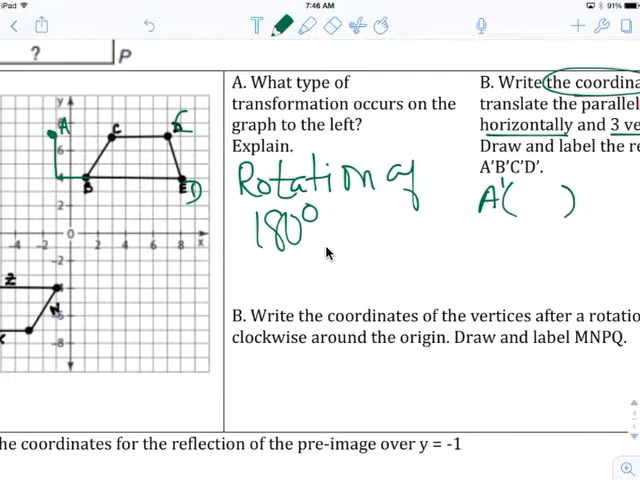 iPad
7:46 AM
91%
T
?
P
A. What type of
transformation occurs on the
graph to the left?
Explain.
Rotation of
180°
B. Write the coordina
translate the parallel
horizontally and 3 ve
Draw and label the re
A'B'C'D'.
A'( )
y
A
C
C
6
B
E
D
4
2
-4 -2 2 4 6 8 x
-2
Z
N
-8
B. Write the coordinates of the vertices after a rotatio
clockwise around the origin. Draw and label MNPQ.
he coordinates for the reflection of the pre-image over y = -1